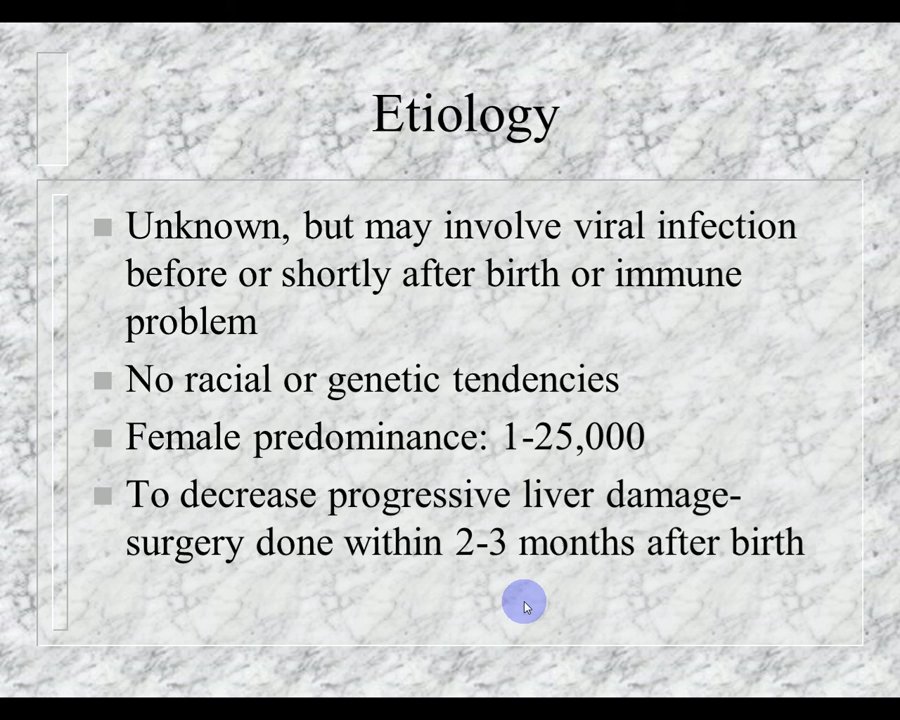 Etiology
Unknown, but may involve viral infection
before or shortly after birth or immune
problem
No racial or genetic tendencies
Female predominance: 1-25,000
To decrease progressive liver damage-
surgery done within 2-3 months after birth